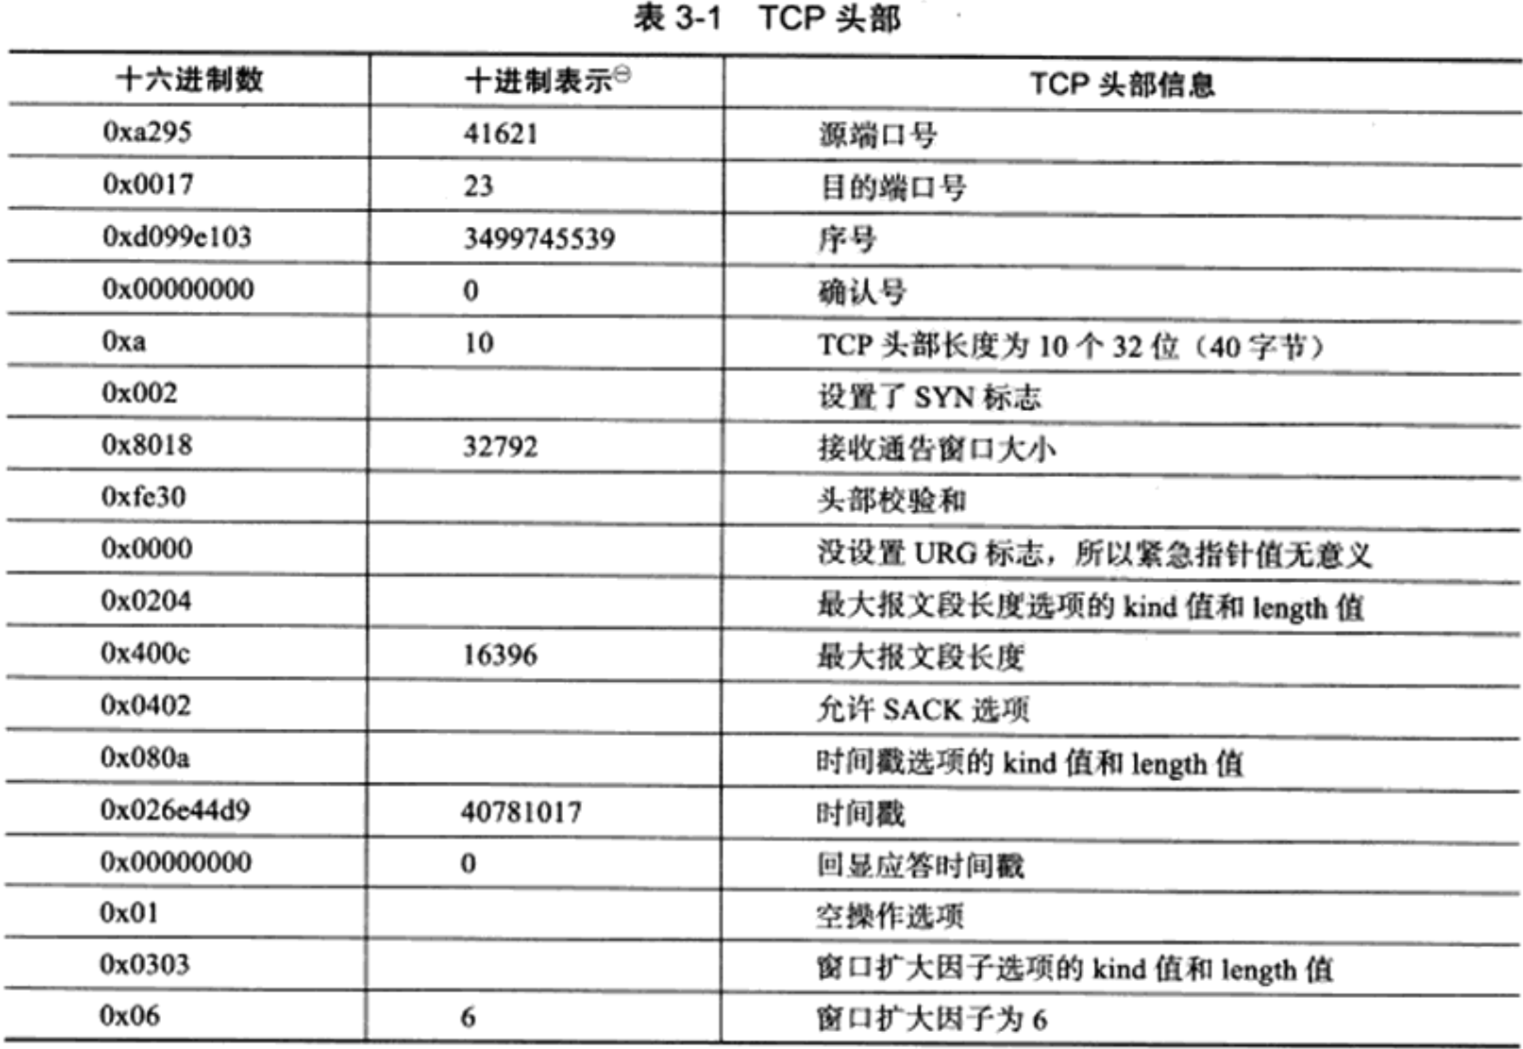 表 3-1 TCP 头部
十六进制数 十进制表示㊀ TCP 头部信息
0xa295 41621 源端口号
0x0017 23 目的端口号
0xd099e103 3499745539 序号
0x00000000 0 确认号
0xa 10 TCP 头部长度为 10 个 32 位（40 字节）
0x002 设置了 SYN 标志
0x8018 32792 接收通告窗口大小
0xfe30 头部校验和
0x0000 没设置 URG 标志，所以紧急指针值无意义
0x0204 最大报文段长度选项的 kind 值和 length 值
0x400c 16396 最大报文段长度
0x0402 允许 SACK 选项
0x080a 时间戳选项的 kind 值和 length 值
0x026e44d9 40781017 时间戳
0x00000000 0 回显应答时间戳
0x01 空操作选项
0x0303 窗口扩大因子选项的 kind 值和 length 值
0x06 6 窗口扩大因子为 6